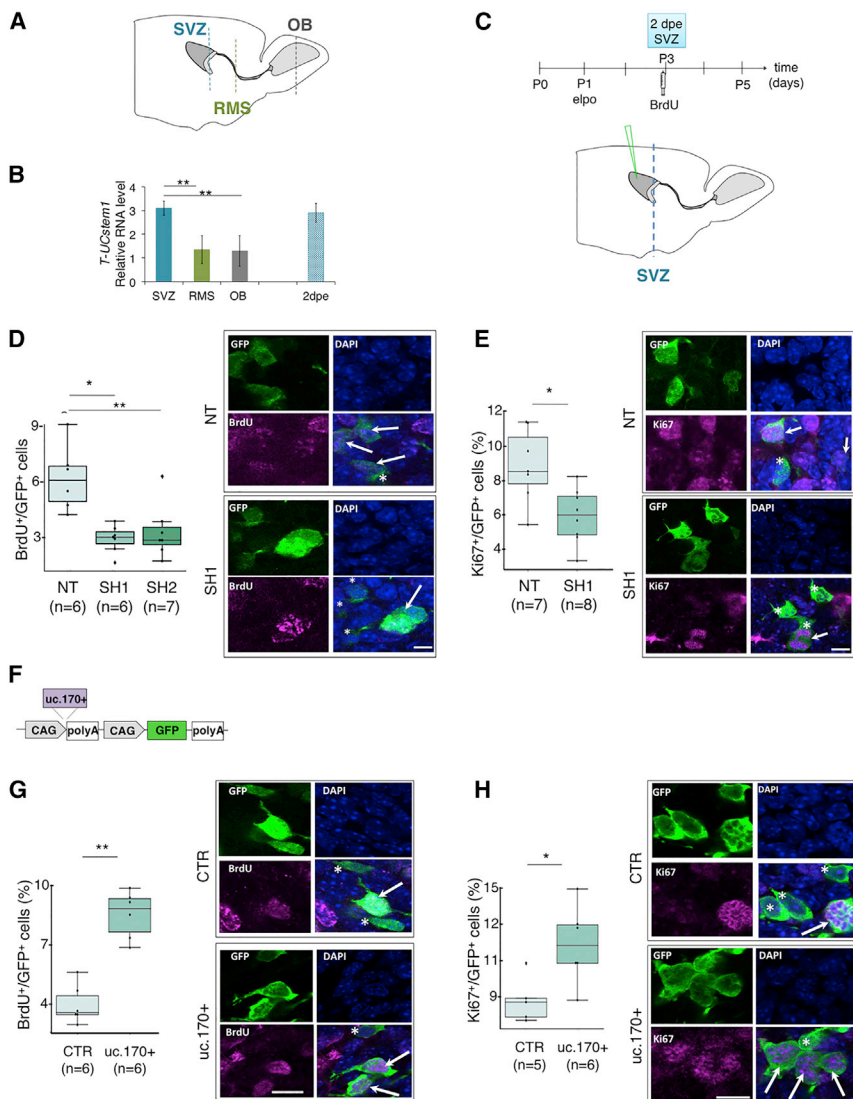 A
SVZ
OB
RMS
B
T-UCstem1
Relative RNA level
**
**
4
3
2
1
0
SVZ
RMS
OB
2dpe
C
2 dpe
SVZ
P3
time
(days)
P0
P1
elpo
BrdU
P5
SVZ
D
BrdU⁺/GFP⁺ cells
*
**
9
6
3
NT
(n=6)
SH1
(n=6)
SH2
(n=7)
NT
GFP
DAPI
BrdU
*
SH1
GFP
DAPI
BrdU
*
*
*
E
Ki67⁺/GFP⁺ cells (%)
*
12
10
8
6
4
NT
(n=7)
SH1
(n=8)
NT
GFP
DAPI
Ki67
*
SH1
GFP
DAPI
Ki67
*
*
F
uc.170+
CAG
polyA
CAG
GFP
polyA
G
BrdU⁺/GFP⁺ cells (%)
**
10
8
4
CTR
(n=6)
uc.170+
(n=6)
CTR
GFP
DAPI
BrdU
*
*
uc.170+
GFP
DAPI
BrdU
*
H
Ki67⁺/GFP⁺ cells (%)
*
15
12
11
9
CTR
(n=5)
uc.170+
(n=6)
CTR
GFP
DAPI
Ki67
*
*
*
uc.170+
GFP
DAPI
Ki67
*